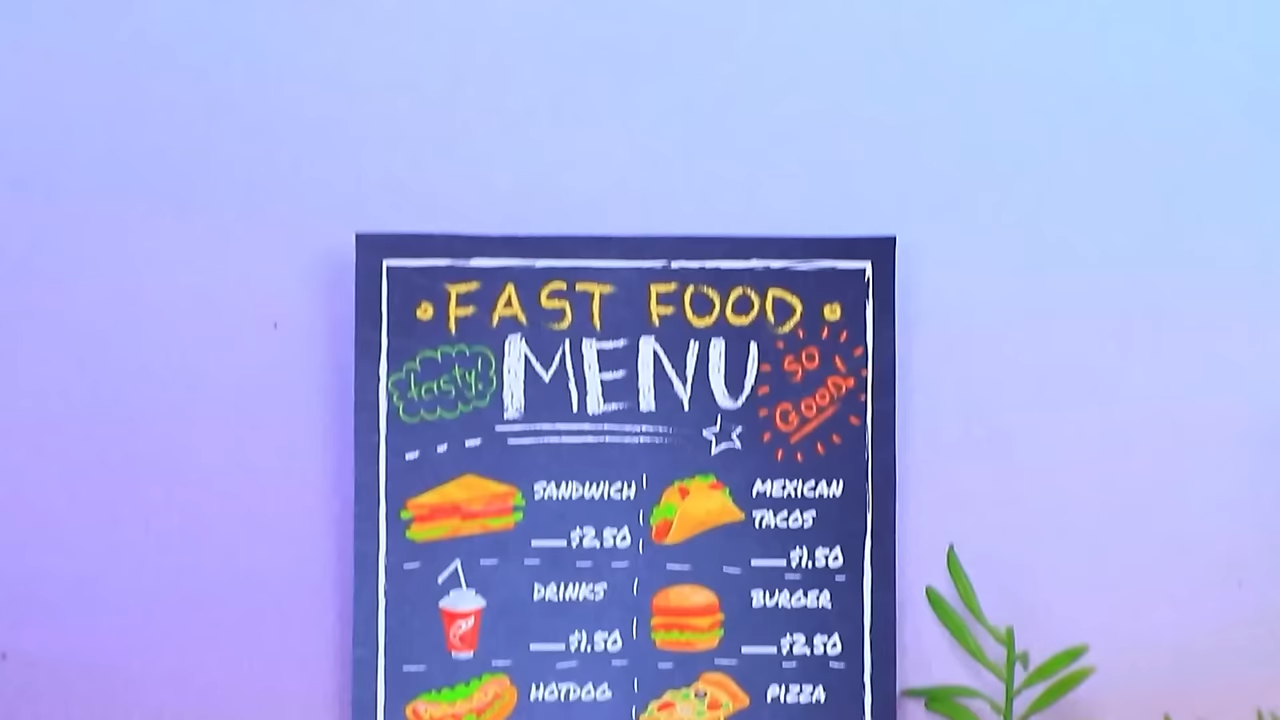 FAST FOOD
MENU
tasty!
SO
GOOD!
SANDWICH
$2.50
MEXICAN
TACOS
$1.50
DRINKS
$1.50
BURGER
$2.50
HOTDOG
PIZZA